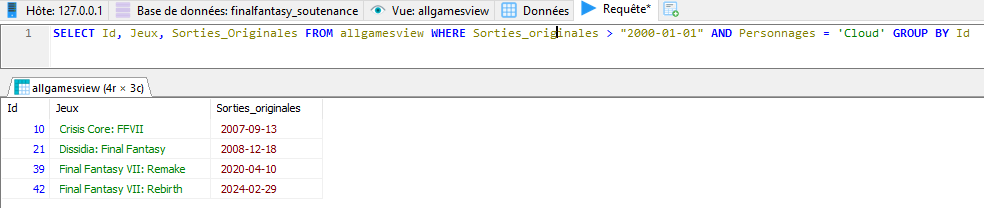 Hôte: 127.0.0.1 Base de données: finalfantasy_soutenance Vue: allgamesview Données Requête*
1 SELECT Id, Jeux, Sorties_Originales FROM allgamesview WHERE Sorties_originales > "2000-01-01" AND Personnages = 'Cloud' GROUP BY Id
allgamesview (4r × 3c)
Id Jeux Sorties_originales
10 Crisis Core: FFVII 2007-09-13
21 Dissidia: Final Fantasy 2008-12-18
39 Final Fantasy VII: Remake 2020-04-10
42 Final Fantasy VII: Rebirth 2024-02-29